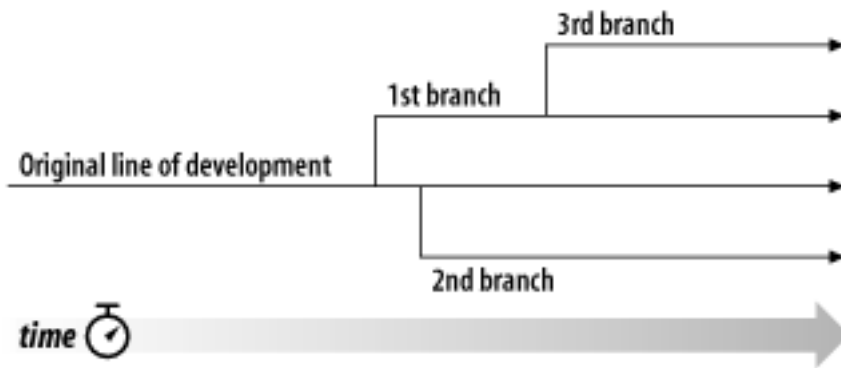 3rd branch
1st branch
Original line of development
2nd branch
time